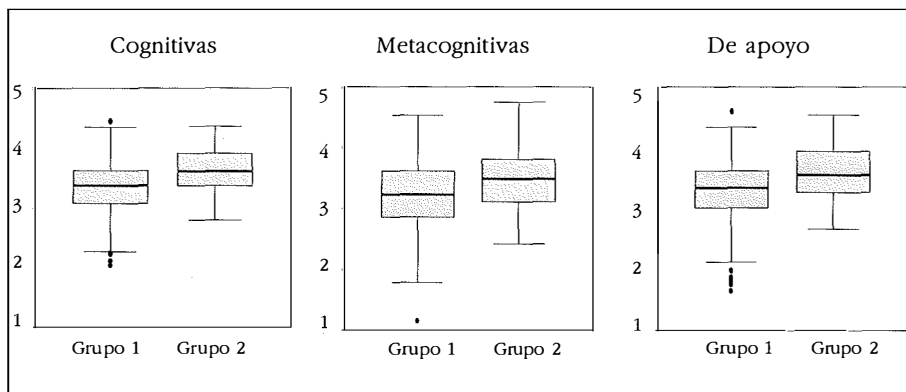 Cognitivas Metacognitivas De apoyo
5 5 5
4 4 4
3 3 3
2 2 2
1 1 1
Grupo 1 Grupo 2 Grupo 1 Grupo 2 Grupo 1 Grupo 2